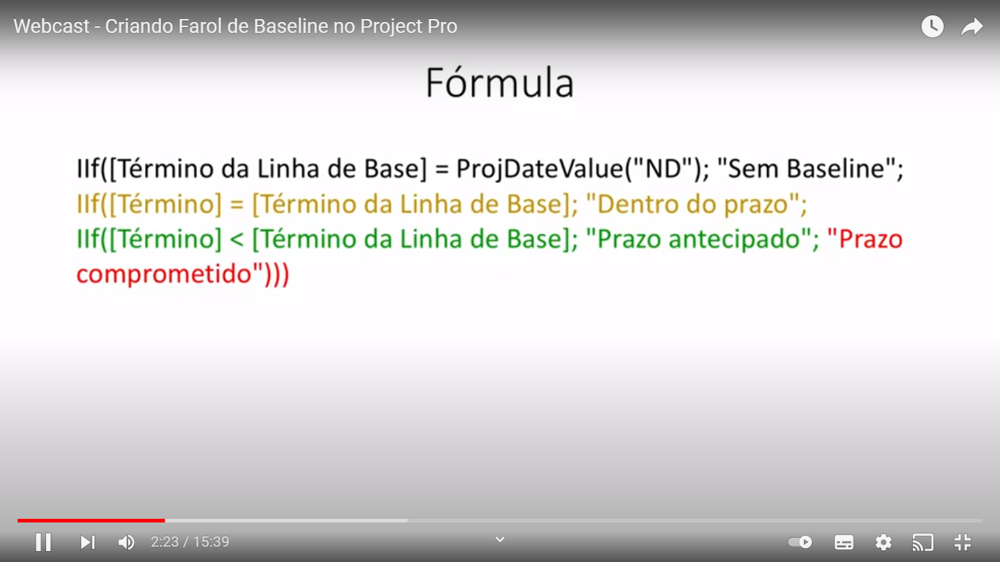 Webcast - Criando Farol de Baseline no Project Pro
Fórmula
IIf([Término da Linha de Base] = ProjDateValue("ND"); "Sem Baseline";
IIf([Término] = [Término da Linha de Base]; "Dentro do prazo";
IIf([Término] < [Término da Linha de Base]; "Prazo antecipado"; "Prazo
comprometido")))
2:23 / 15:39